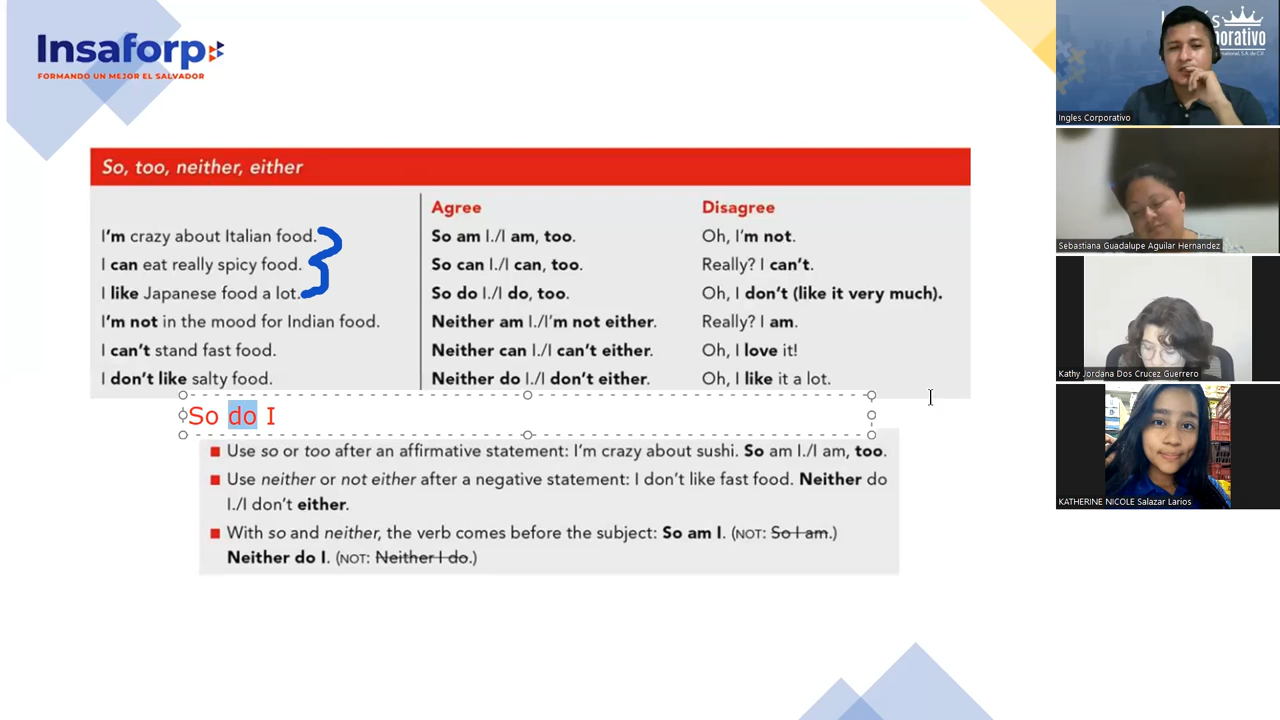 Insaforp
FORMANDO UN MEJOR EL SALVADOR
So, too, neither, either
Agree Disagree
I'm crazy about Italian food. So am I./I am, too. Oh, I'm not.
I can eat really spicy food. So can I./I can, too. Really? I can't.
I like Japanese food a lot. So do I./I do, too. Oh, I don't (like it very much).
I'm not in the mood for Indian food. Neither am I./I'm not either. Really? I am.
I can't stand fast food. Neither can I./I can't either. Oh, I love it!
I don't like salty food. Neither do I./I don't either. Oh, I like it a lot.
So do I
Use so or too after an affirmative statement: I'm crazy about sushi. So am I./I am, too.
Use neither or not either after a negative statement: I don't like fast food. Neither do
I./I don't either.
With so and neither, the verb comes before the subject: So am I. (NOT: So I am.)
Neither do I. (NOT: Neither I do.)
Ingles Corporativo
Sebastiana Guadalupe Aguilar Hernandez
Kathy Jordana Dos Crucez Guerrero
KATHERINE NICOLE Salazar Larios